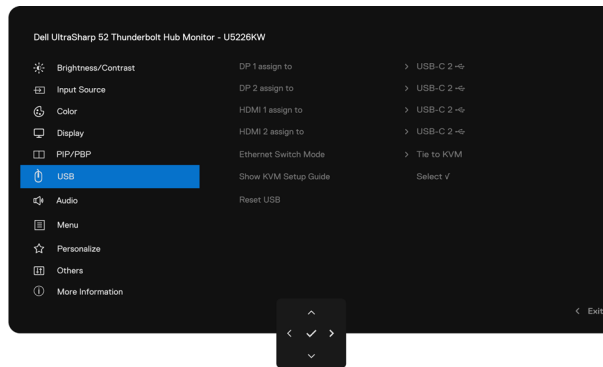 Dell UltraSharp 52 Thunderbolt Hub Monitor - U5226KW
Brightness/Contrast
Input Source
Color
Display
PIP/PBP
USB
Audio
Menu
Personalize
Others
More Information
DP 1 assign to > USB-C 2
DP 2 assign to > USB-C 2
HDMI 1 assign to > USB-C 2
HDMI 2 assign to > USB-C 2
Ethernet Switch Mode > Tie to KVM
Show KVM Setup Guide Select √
Reset USB
< Exit